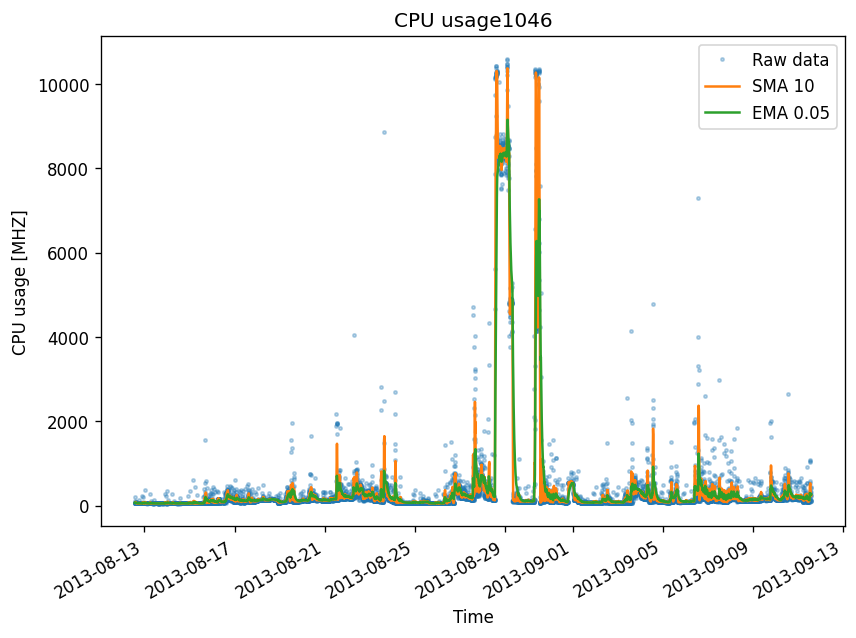 CPU usage1046
Raw data
SMA 10
EMA 0.05
10000
8000
6000
4000
2000
0
CPU usage [MHZ]
2013-08-13
2013-08-17
2013-08-21
2013-08-25
2013-08-29
2013-09-01
2013-09-05
2013-09-09
2013-09-13
Time